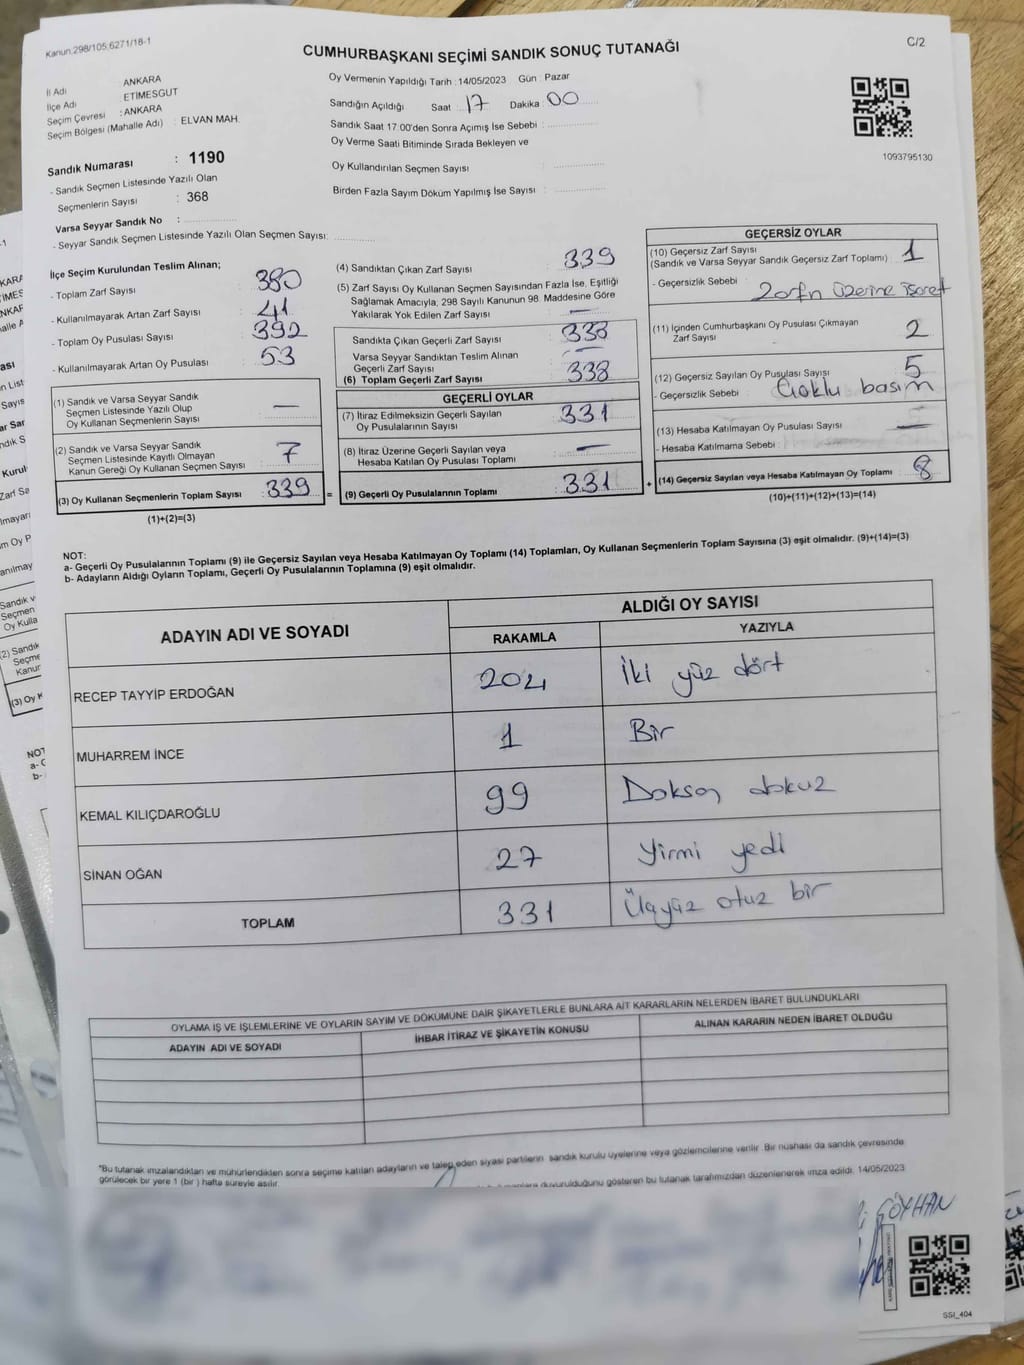 Kanun:298/105;6271/18-1
C/2
CUMHURBAŞKANI SEÇİMİ SANDIK SONUÇ TUTANAĞI
İl Adı ANKARA
İlçe Adı ETİMESGUT
Seçim Çevresi : ANKARA
Seçim Bölgesi (Mahalle Adı) : ELVAN MAH.
Sandık Numarası : 1190
- Sandık Seçmen Listesinde Yazılı Olan
Seçmenlerin Sayısı : 368
Varsa Seyyar Sandık No :
- Seyyar Sandık Seçmen Listesinde Yazılı Olan Seçmen Sayısı:
Oy Vermenin Yapıldığı Tarih : 14/05/2023 Gün : Pazar
Sandığın Açıldığı Saat : 17 Dakika : 00
Sandık Saat 17.00'den Sonra Açımış İse Sebebi :
Oy Verme Saati Bitiminde Sırada Bekleyen ve
Oy Kullandırılan Seçmen Sayısı :
Birden Fazla Sayım Döküm Yapılmış İse Sayısı :
1093795130
İlçe Seçim Kurulundan Teslim Alınan;
- Toplam Zarf Sayısı : 380
- Kullanılmayarak Artan Zarf Sayısı : 41
- Toplam Oy Pusulası Sayısı : 392
- Kullanılmayarak Artan Oy Pusulası : 53
(1) Sandık ve Varsa Seyyar Sandık
Seçmen Listesinde Yazılı Olup
Oy Kullanan Seçmenlerin Sayısı : —
(2) Sandık ve Varsa Seyyar Sandık
Seçmen Listesinde Kayıtlı Olmayan
Kanun Gereği Oy Kullanan Seçmen Sayısı : 7
(3) Oy Kullanan Seçmenlerin Toplam Sayısı : 339 =
(1)+(2)=(3)
(4) Sandıktan Çıkan Zarf Sayısı : 339
(5) Zarf Sayısı Oy Kullanan Seçmen Sayısından Fazla İse, Eşitliği
Sağlamak Amacıyla, 298 Sayılı Kanunun 98. Maddesine Göre
Yakılarak Yok Edilen Zarf Sayısı : —
Sandıkta Çıkan Geçerli Zarf Sayısı : 338
Varsa Seyyar Sandıktan Teslim Alınan
Geçerli Zarf Sayısı : —
(6) Toplam Geçerli Zarf Sayısı : 338
GEÇERLİ OYLAR
(7) İtiraz Edilmeksizin Geçerli Sayılan
Oy Pusulalarının Sayısı : 331
(8) İtiraz Üzerine Geçerli Sayılan veya
Hesaba Katılan Oy Pusulası Toplamı : —
(9) Geçerli Oy Pusulalarının Toplamı : 331 +
GEÇERSİZ OYLAR
(10) Geçersiz Zarf Sayısı
(Sandık ve Varsa Seyyar Sandık Geçersiz Zarf Toplamı) : 1
- Geçersizlik Sebebi : Zarfın üzerine işaret
(11) İçinden Cumhurbaşkanı Oy Pusulası Çıkmayan
Zarf Sayısı : 2
(12) Geçersiz Sayılan Oy Pusulası Sayısı : 5
- Geçersizlik Sebebi : Çoklu basım
(13) Hesaba Katılmayan Oy Pusulası Sayısı : —
- Hesaba Katılmama Sebebi :
(14) Geçersiz Sayılan veya Hesaba Katılmayan Oy Toplamı : 8
(10)+(11)+(12)+(13)=(14)
NOT:
a- Geçerli Oy Pusulalarının Toplamı (9) ile Geçersiz Sayılan veya Hesaba Katılmayan Oy Toplamı (14) Toplamları, Oy Kullanan Seçmenlerin Toplam Sayısına (3) eşit olmalıdır. (9)+(14)=(3)
b- Adayların Aldığı Oyların Toplamı, Geçerli Oy Pusulalarının Toplamına (9) eşit olmalıdır.
ADAYIN ADI VE SOYADI
ALDIĞI OY SAYISI
RAKAMLA YAZIYLA
RECEP TAYYİP ERDOĞAN 204 İki yüz dört
MUHARREM İNCE 1 Bir
KEMAL KILIÇDAROĞLU 99 Doksan dokuz
SİNAN OĞAN 27 Yirmi yedi
TOPLAM 331 Üçyüz otuz bir
OYLAMA İŞ VE İŞLEMLERİNE VE OYLARIN SAYIM VE DÖKÜMÜNE DAİR ŞİKAYETLERLE BUNLARA AİT KARARLARIN NELERDEN İBARET BULUNDUKLARI
ADAYIN ADI VE SOYADI İHBAR İTİRAZ VE ŞİKAYETİN KONUSU ALINAN KARARIN NEDEN İBARET OLDUĞU
"Bu tutanak imzalandıktan ve mühürlendikten sonra seçime katılan adayların ve talep eden siyasi partilerin sandık kurulu üyelerine veya gözlemcilerine verilir. Bir nüshası da sandık çevresinde
görülecek bir yere 1 (bir ) hafta süreyle asılır.
duyurulduğunu gösteren bu tutanak tarafımızdan düzenlenerek imza edildi. 14/05/2023
GÖYHAN
SSI_404